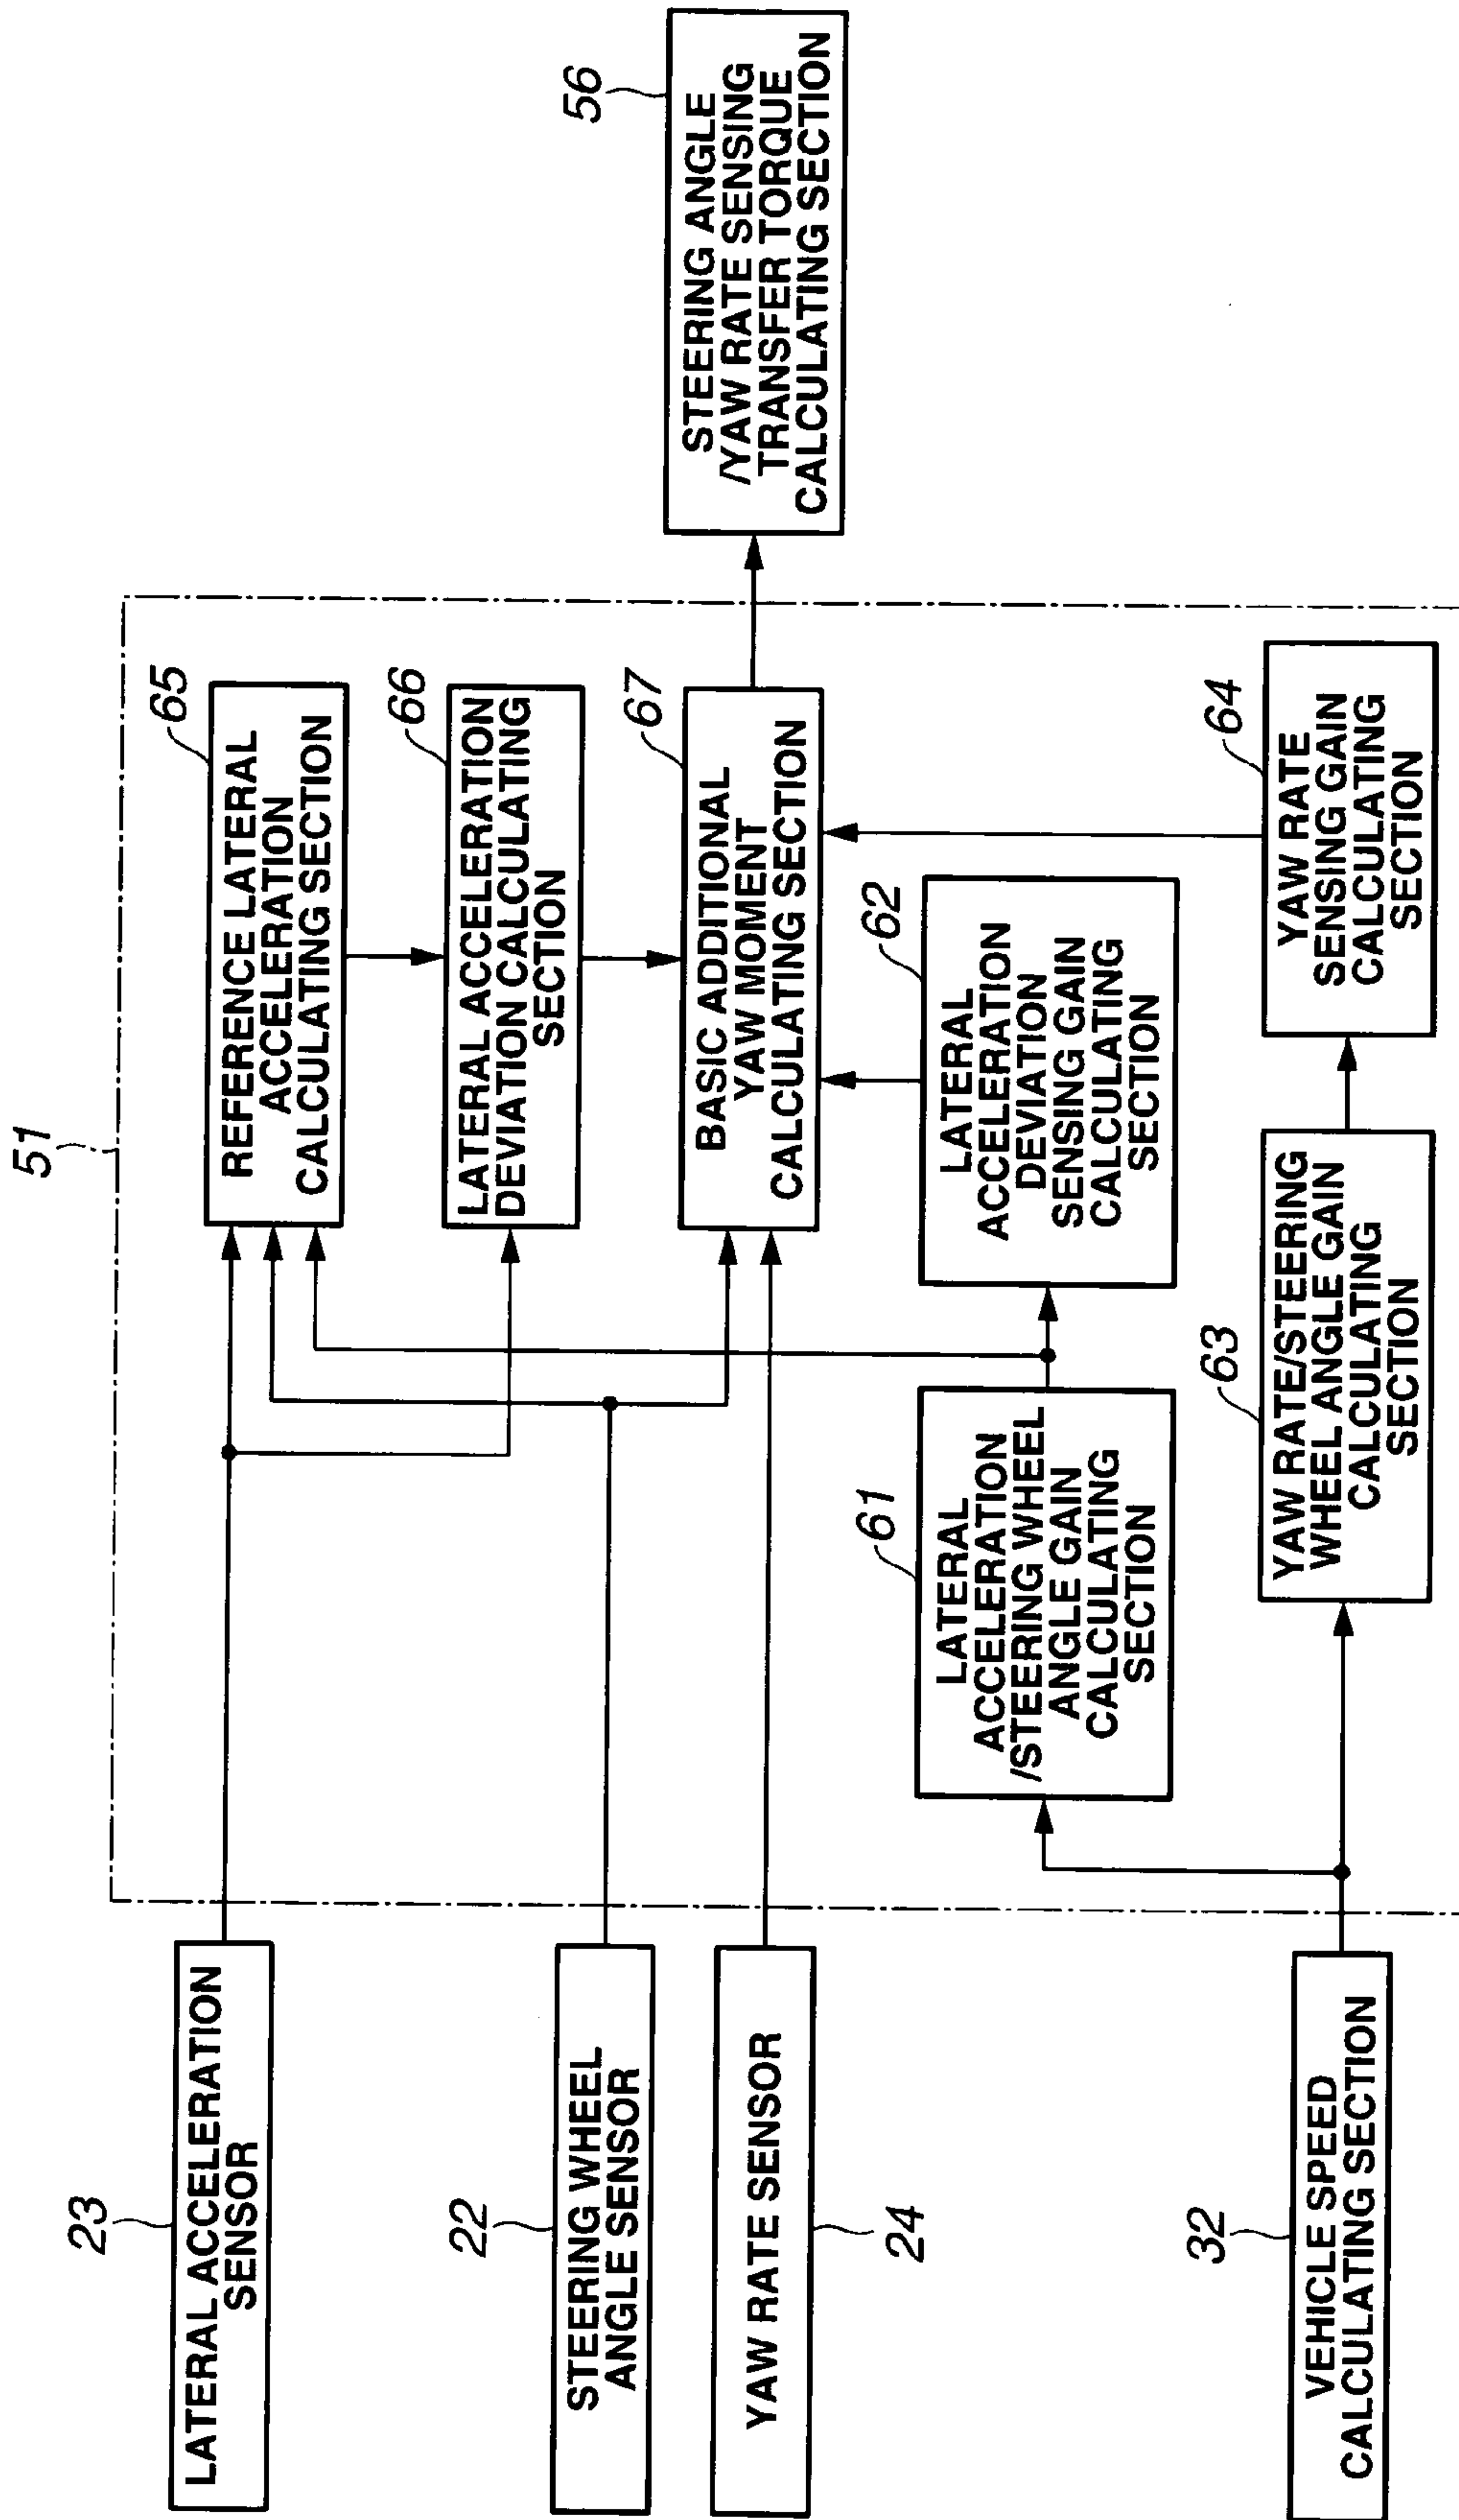 51
23
LATERAL ACCELERATION
SENSOR
22
STEERING WHEEL
ANGLE SENSOR
YAW RATE SENSOR
24
32
VEHICLE SPEED
CALCULATING SECTION
65
REFERENCE LATERAL
ACCELERATION
CALCULATING SECTION
66
LATERAL ACCELERATION
DEVIATION CALCULATING
SECTION
67
BASIC ADDITIONAL
YAW MOMENT
CALCULATING SECTION
61
LATERAL
ACCELERATION
/STEERING WHEEL
ANGLE GAIN
CALCULATING
SECTION
62
LATERAL
ACCELERATION
DEVIATION
SENSING GAIN
CALCULATING
SECTION
63
YAW RATE/STEERING
WHEEL ANGLE GAIN
CALCULATING
SECTION
64
YAW RATE
SENSING GAIN
CALCULATING
SECTION
56
STEERING ANGLE
/YAW RATE SENSING
TRANSFER TORQUE
CALCULATING SECTION